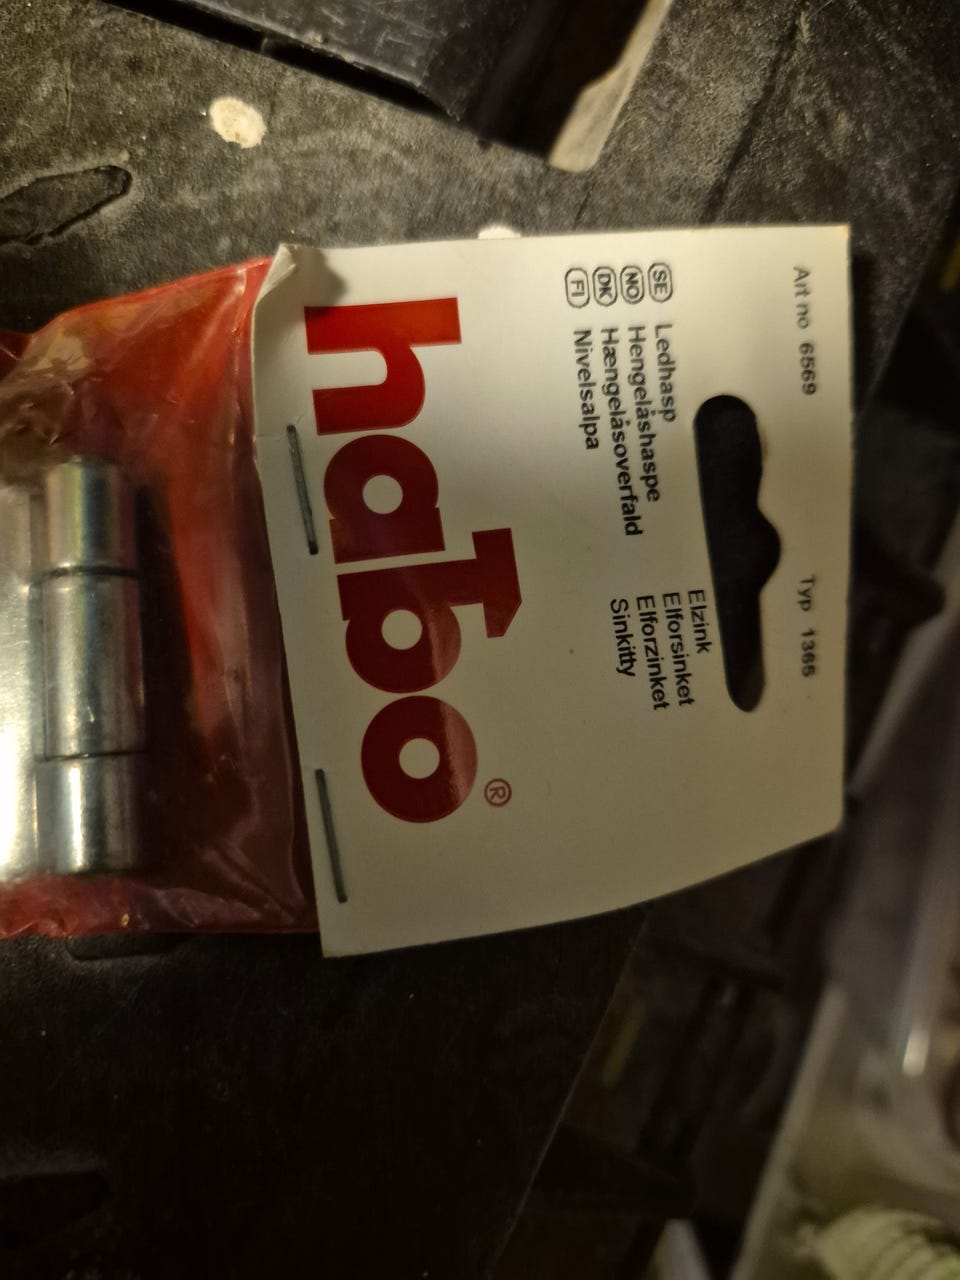 Art no 6569 Typ 1365
SE Ledhasp Elzink
NO Hengelåshaspe Elforsinket
DK Hængelåsoverfald Elforzinket
FI Nivelsalpa Sinkitty
habo®